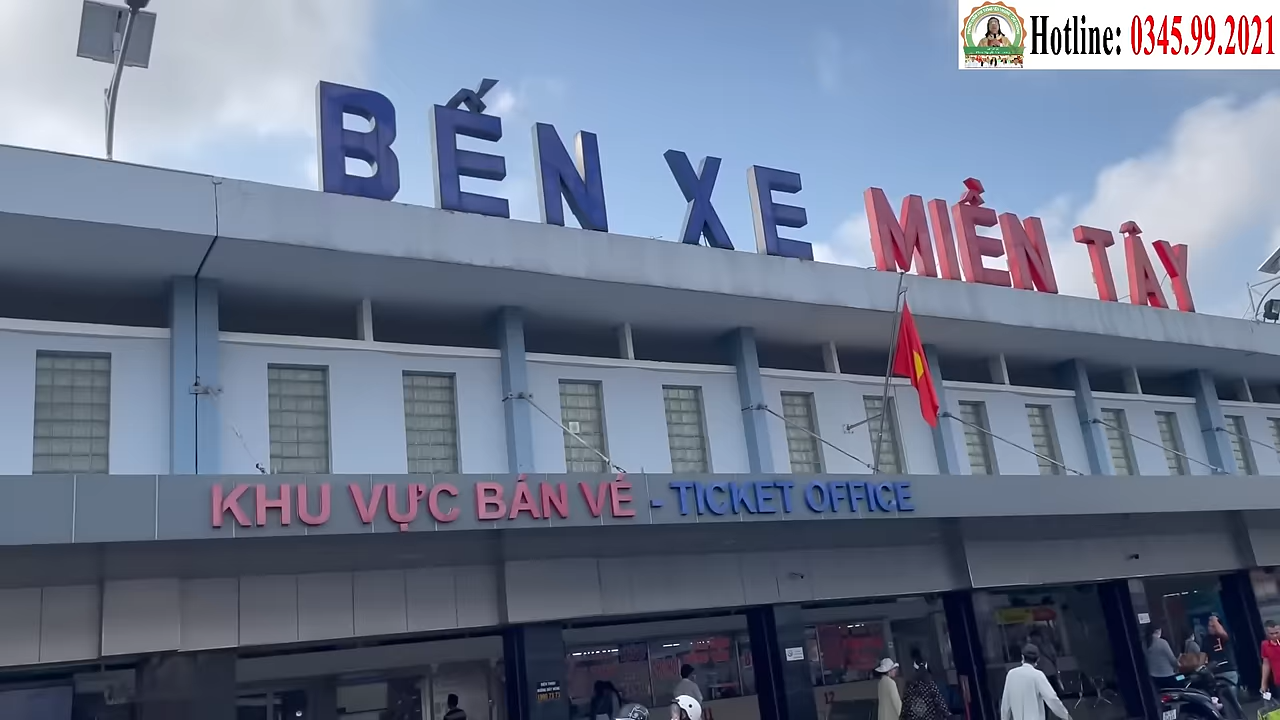 Hotline: 0345.99.2021
BẾN XE MIỀN TÂY
KHU VỰC BÁN VÉ - TICKET OFFICE